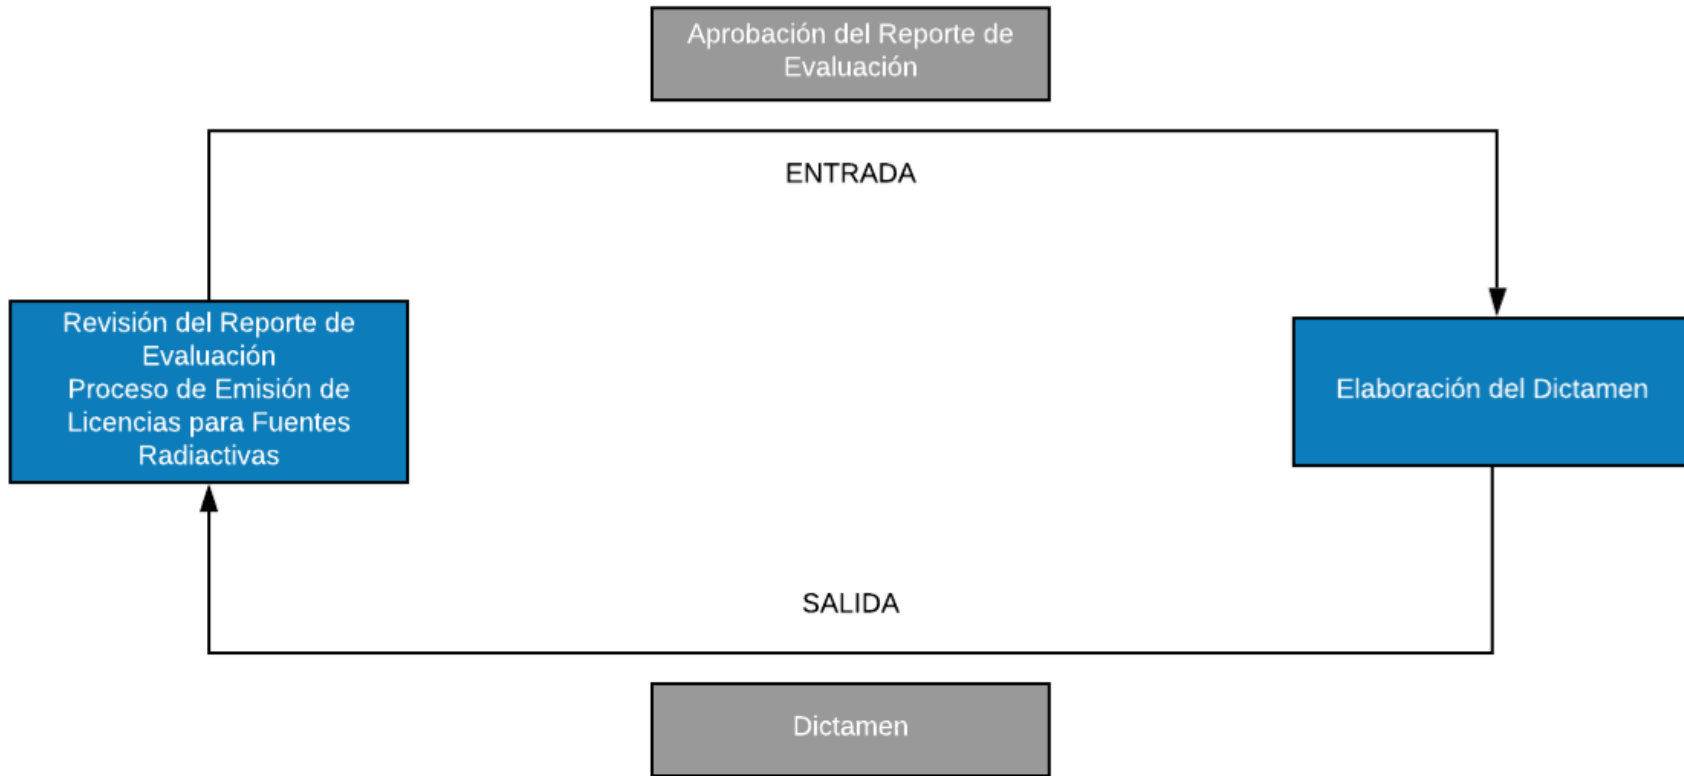 Aprobación del Reporte de
Evaluación
ENTRADA
Revisión del Reporte de
Evaluación
Proceso de Emisión de
Licencias para Fuentes
Radiactivas
Elaboración del Dictamen
SALIDA
Dictamen